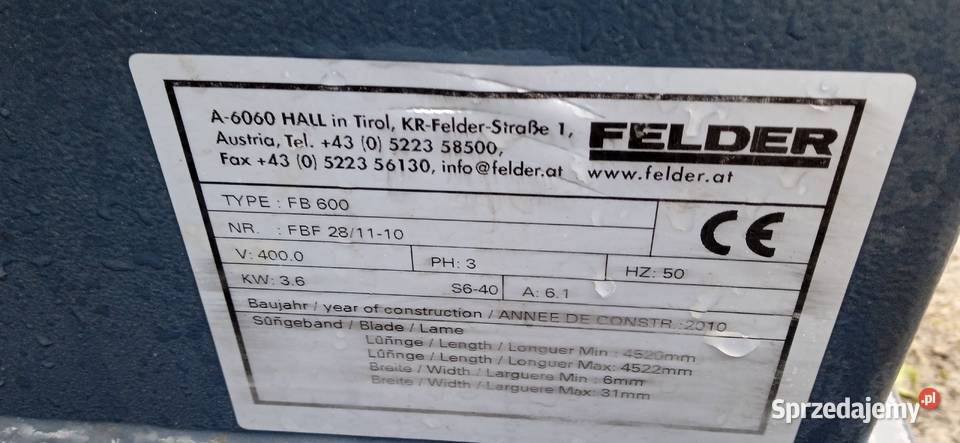 A-6060 HALL in Tirol, KR-Felder-Straße 1,
Austria, Tel. +43 (0) 5223 58500,
Fax +43 (0) 5223 56130, info@felder.at
FELDER
www.felder.at
TYPE : FB 600
NR. : FBF 28/11-10
CE
V: 400.0 PH: 3 HZ: 50
KW: 3.6 S6-40 A: 6.1
Baujahr / year of construction / ANNEE DE CONSTR.: 2010
Sûñgeband / Blade / Lame
Lûñnge / Length / Longuer Min : 4520mm
Lûñnge / Length / Longuer Max: 4522mm
Breite / Width / Larguere Min : 6mm
Breite / Width / Larguere Max: 31mm
Sprzedajemy.pl